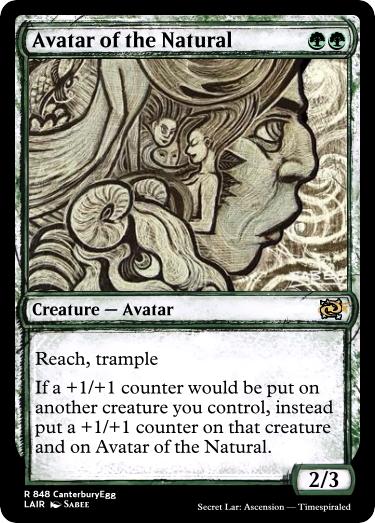 Avatar of the Natural
SABEE
Creature — Avatar
Reach, trample
If a +1/+1 counter would be put on
another creature you control, instead
put a +1/+1 counter on that creature
and on Avatar of the Natural.
2/3
R 848 CanterburyEgg
LAIR SABEE
Secret Lar: Ascension — Timespiraled